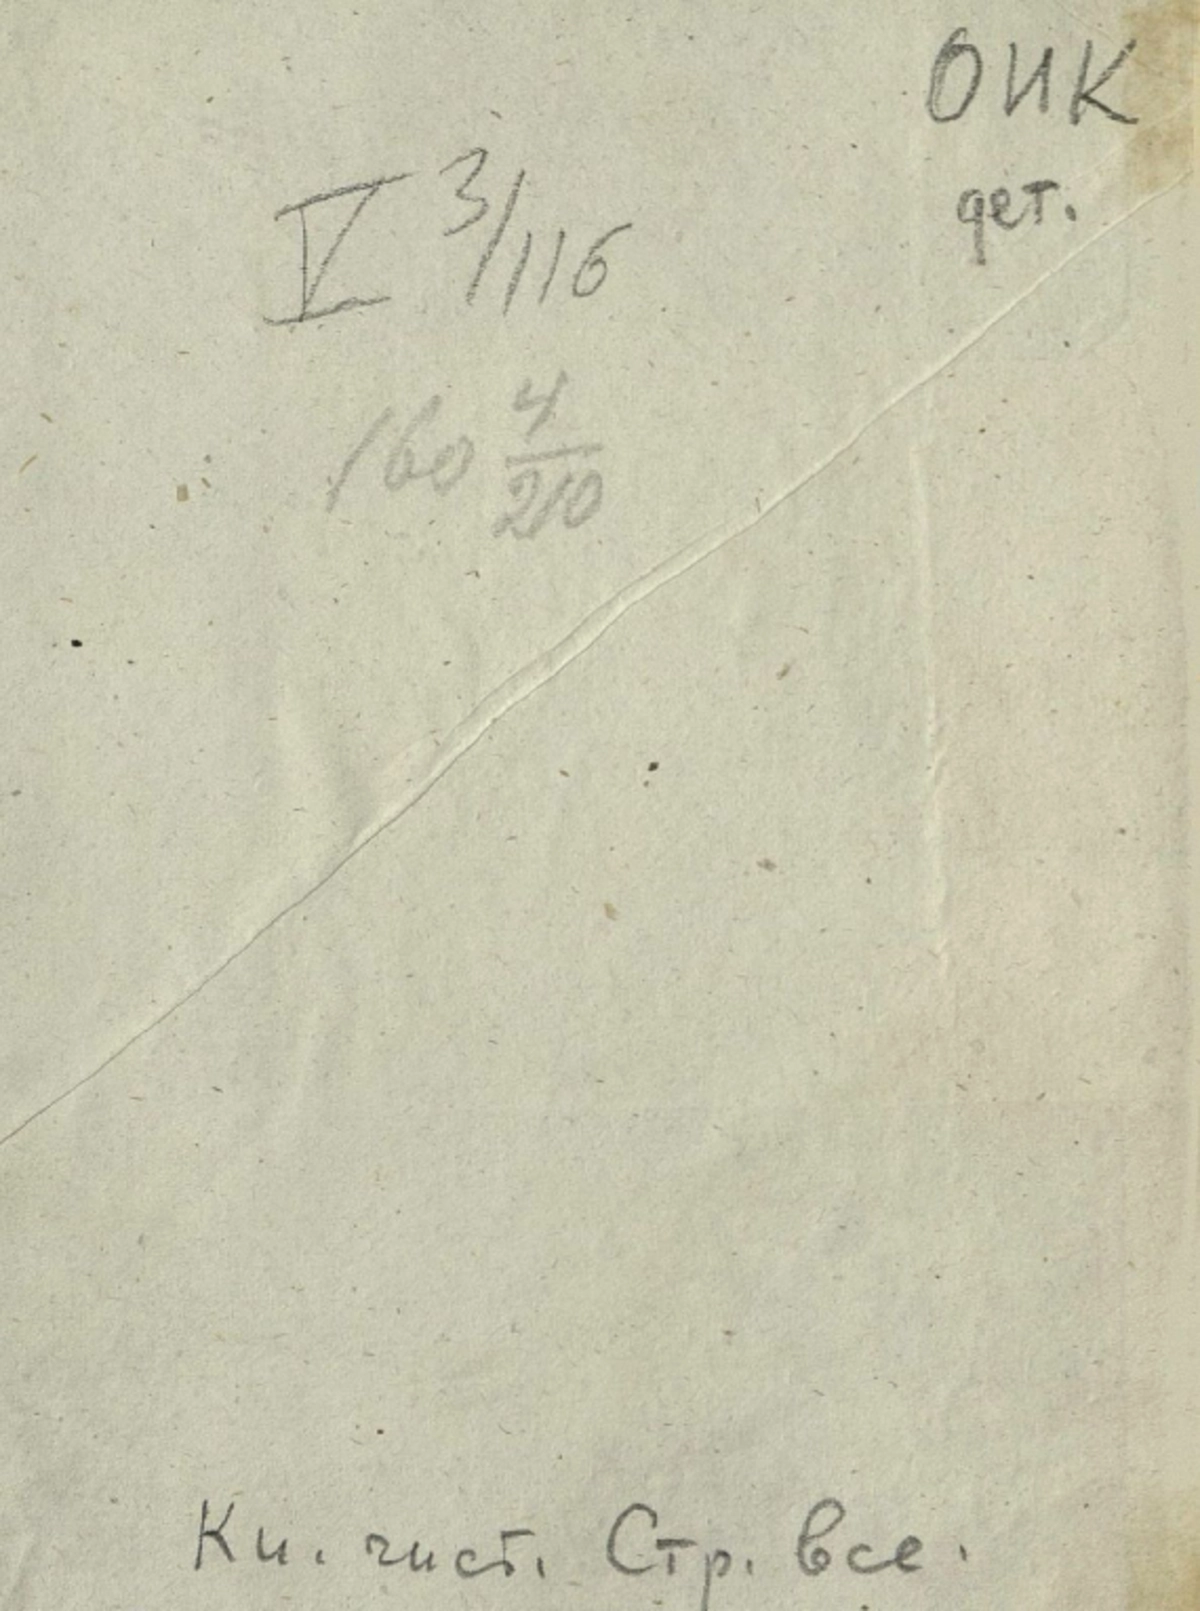 ОИК
дет.
V 3/116
160 4/210
Кн. чист. Стр. все.